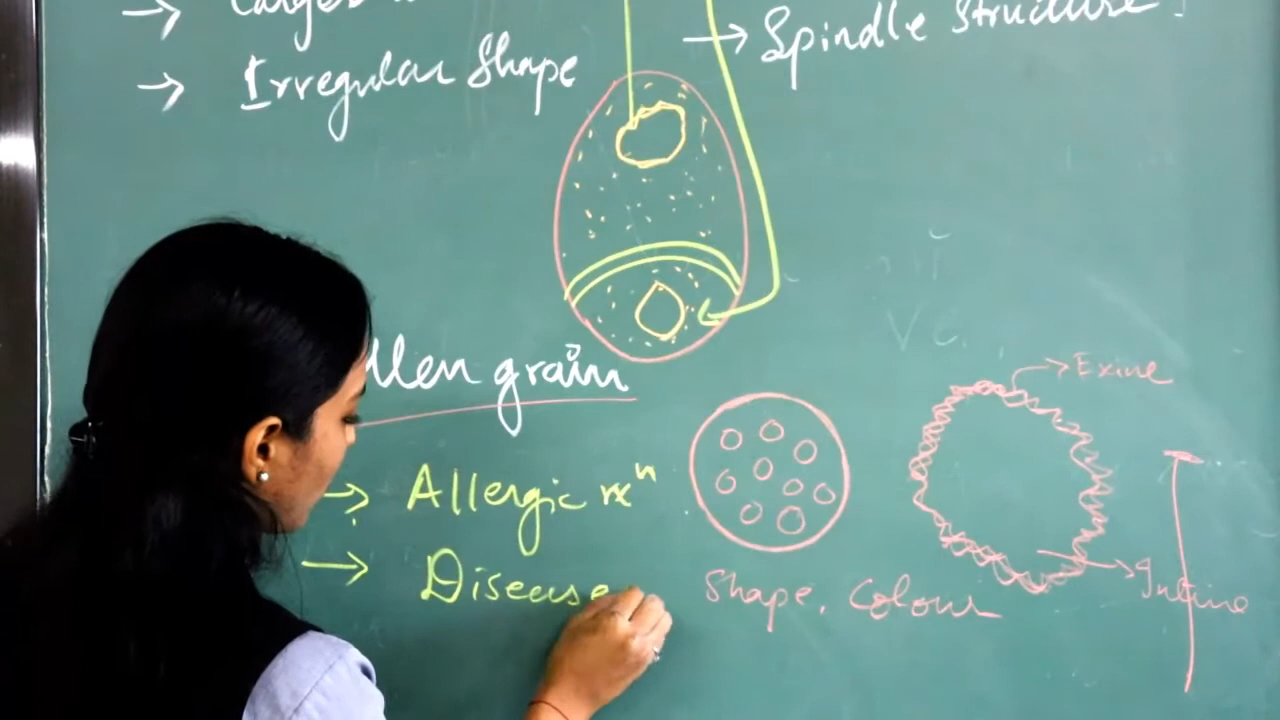 → Irregular Shape
→ Spindle Structure.
llen grain
→ Allergic rxⁿ
→ Disease
Shape, Colour
→ Exine
→ Intine